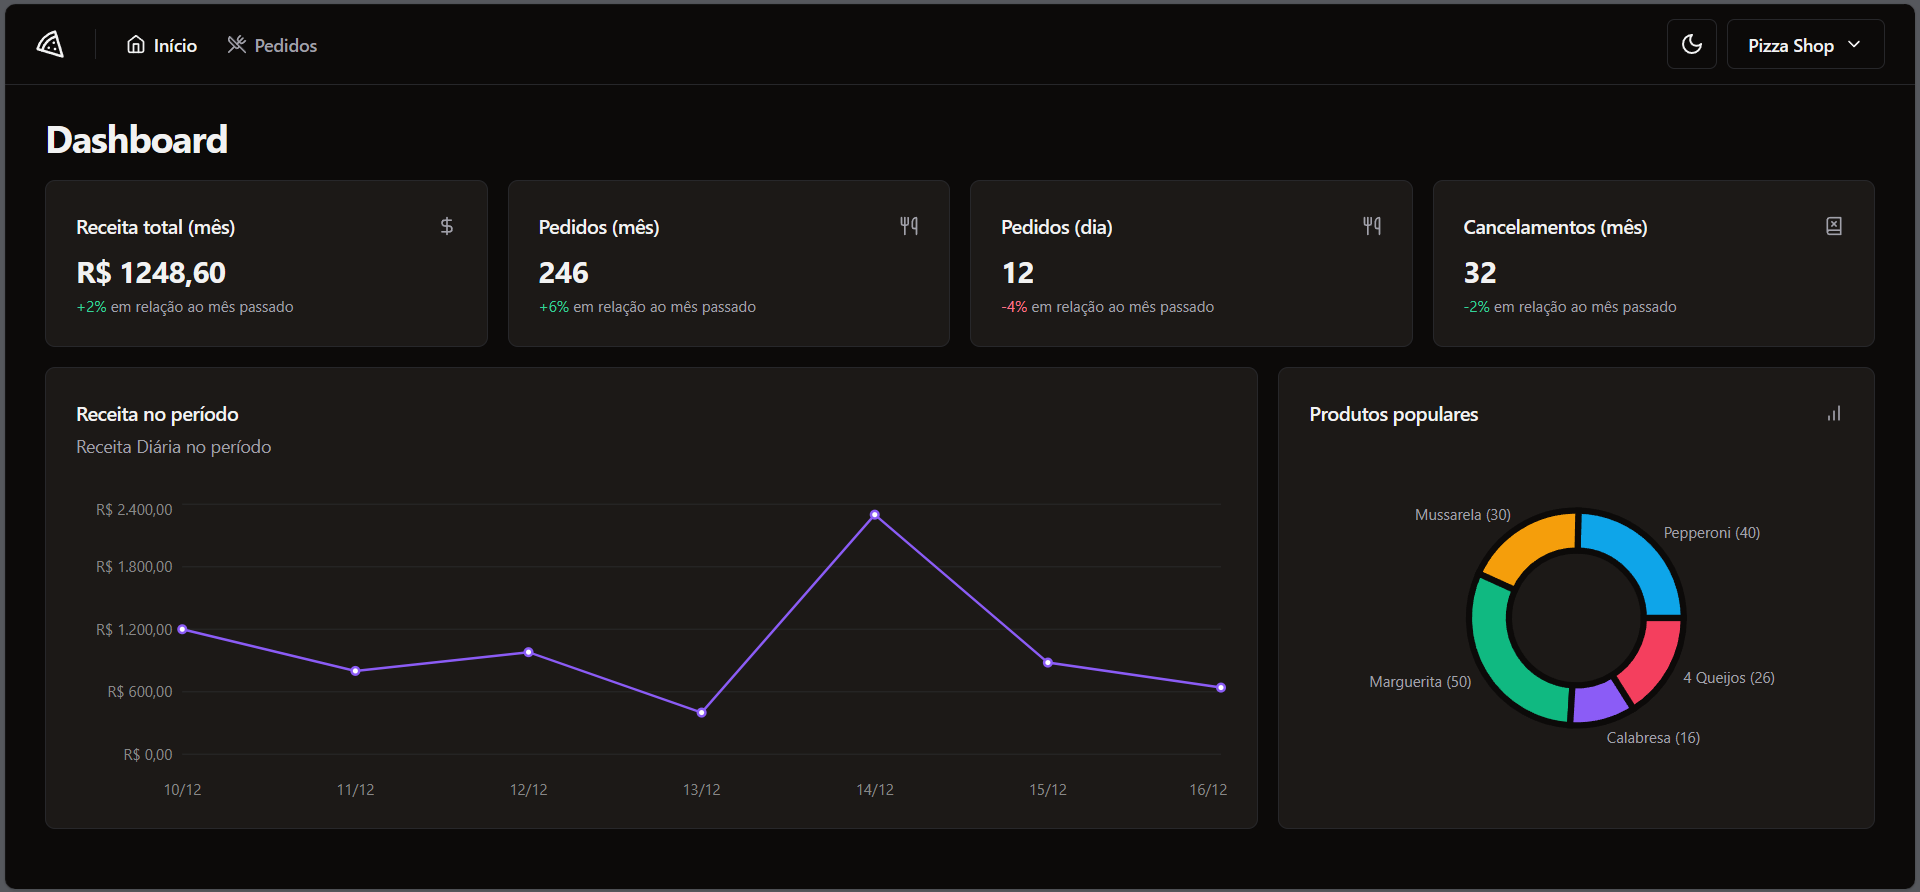 Início
Pedidos
Pizza Shop
Dashboard
Receita total (mês)
R$ 1248,60
+2% em relação ao mês passado
Pedidos (mês)
246
+6% em relação ao mês passado
Pedidos (dia)
12
-4% em relação ao mês passado
Cancelamentos (mês)
32
-2% em relação ao mês passado
Receita no período
Receita Diária no período
R$ 2.400,00
R$ 1.800,00
R$ 1.200,00
R$ 600,00
R$ 0,00
10/12
11/12
12/12
13/12
14/12
15/12
16/12
Produtos populares
Mussarela (30)
Pepperoni (40)
Marguerita (50)
4 Queijos (26)
Calabresa (16)